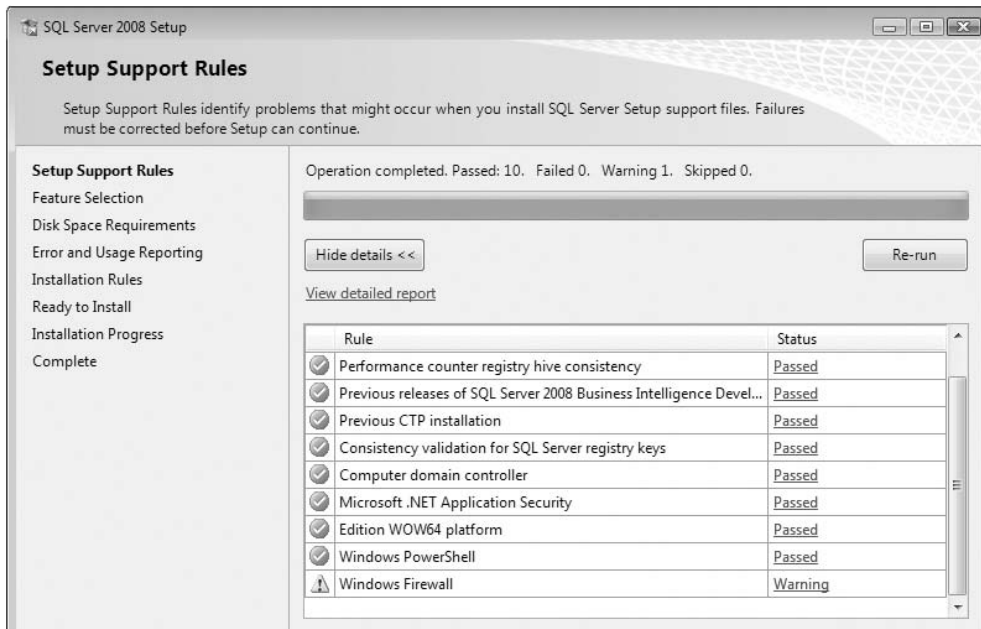 SQL Server 2008 Setup
Setup Support Rules
Setup Support Rules identify problems that might occur when you install SQL Server Setup support files. Failures
must be corrected before Setup can continue.
Setup Support Rules
Feature Selection
Disk Space Requirements
Error and Usage Reporting
Installation Rules
Ready to Install
Installation Progress
Complete
Operation completed. Passed: 10. Failed 0. Warning 1. Skipped 0.
Hide details <<
Re-run
View detailed report
Rule Status
Performance counter registry hive consistency Passed
Previous releases of SQL Server 2008 Business Intelligence Devel... Passed
Previous CTP installation Passed
Consistency validation for SQL Server registry keys Passed
Computer domain controller Passed
Microsoft .NET Application Security Passed
Edition WOW64 platform Passed
Windows PowerShell Passed
Windows Firewall Warning